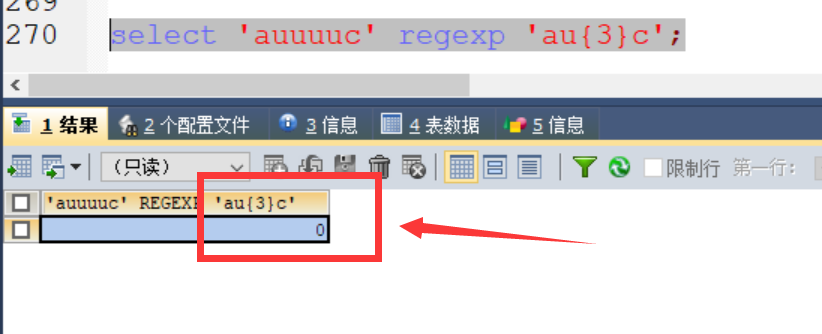 269
270 select 'auuuuc' regexp 'au{3}c';
1 结果 2 个配置文件 3 信息 4 表数据 5 信息
（只读） 限制行 第一行:
'auuuuc' REGEXP 'au{3}c'
0